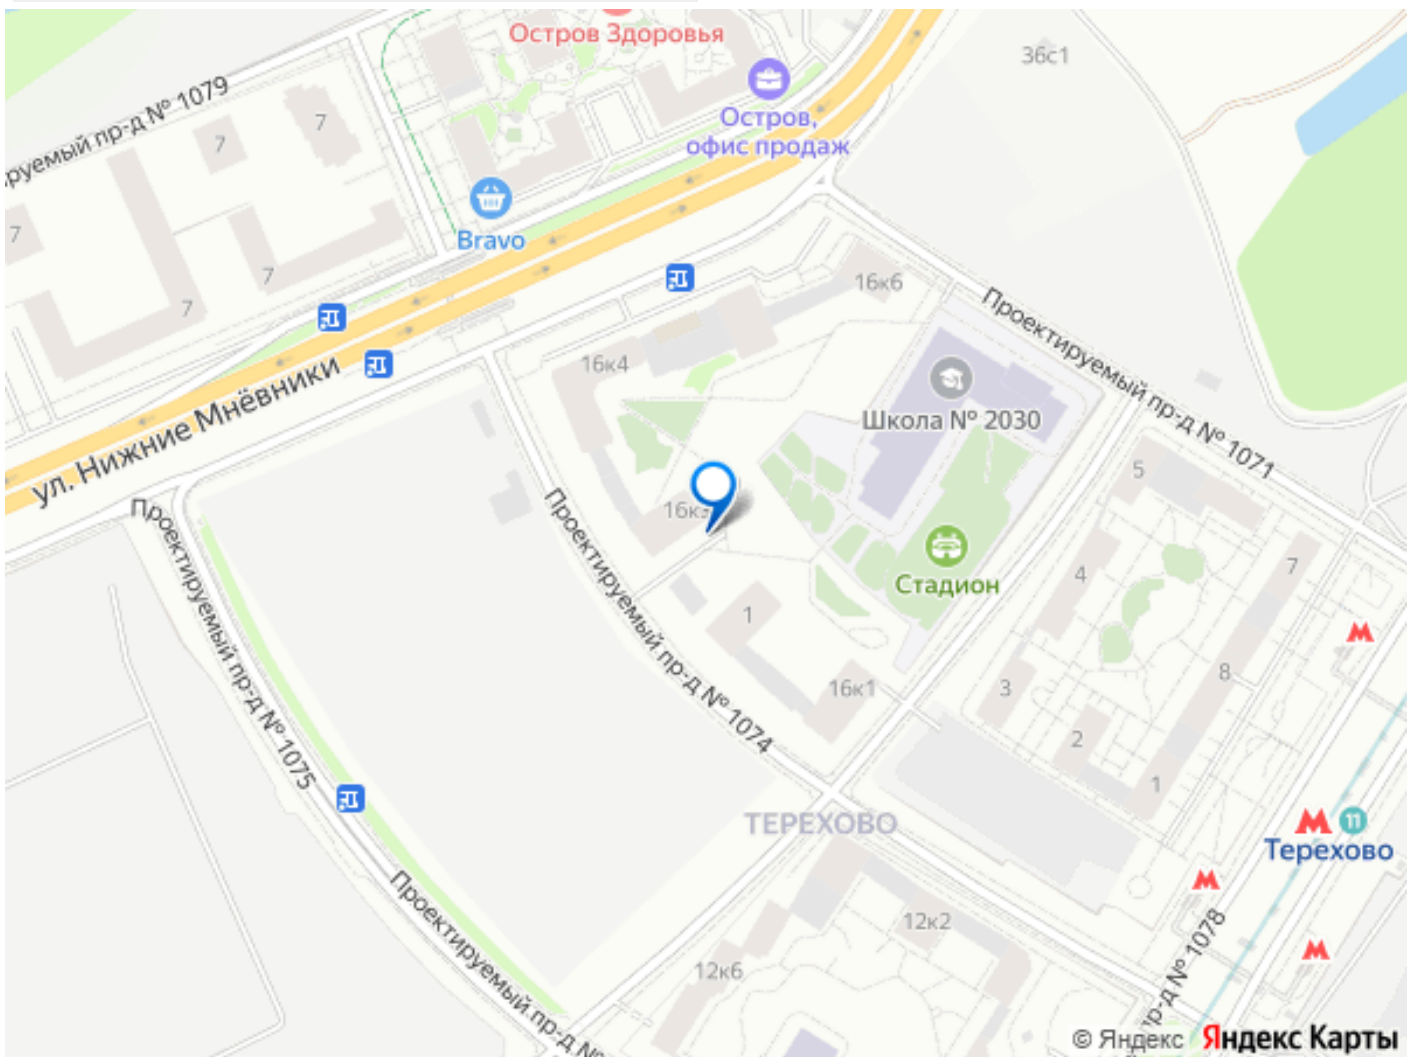 Остров Здоровья
36с1
руемый пр-д № 1079
7
7
Остров,
офис продаж
7
7
7
Bravo
16к6
16к4
Проектируемый пр-д № 1071
Школа № 2030
ул. Нижние Мнёвники
5
16к3
Проектируемый пр-д № 1075
Проектируемый пр-д № 1074
Стадион
4
7
1
16к1
3
8
2
1
ТЕРЕХОВО
11
Терехово
Проектируемый пр-д №
12к2
12к6
пр-д № 1078
© Яндекс Яндекс Карты